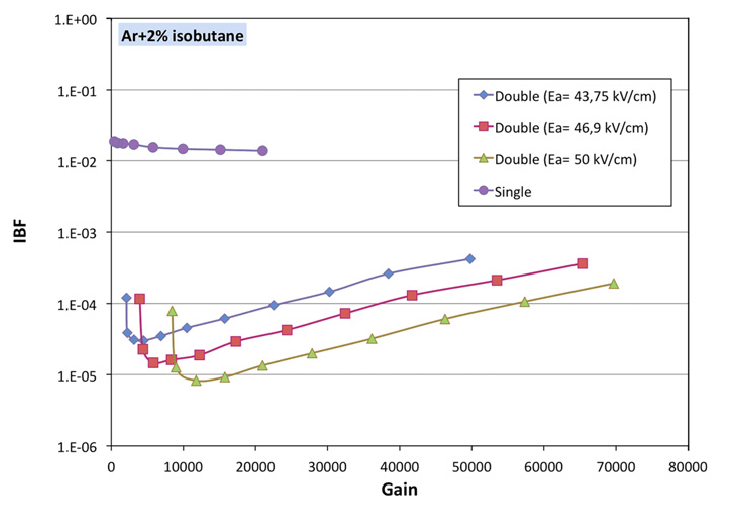 1.E+00
Ar+2% isobutane
1.E-01
Double (Ea= 43,75 kV/cm)
Double (Ea= 46,9 kV/cm)
1.E-02
Double (Ea= 50 kV/cm)
Single
IBF
1.E-03
1.E-04
1.E-05
1.E-06
0 10000 20000 30000 40000 50000 60000 70000 80000
Gain